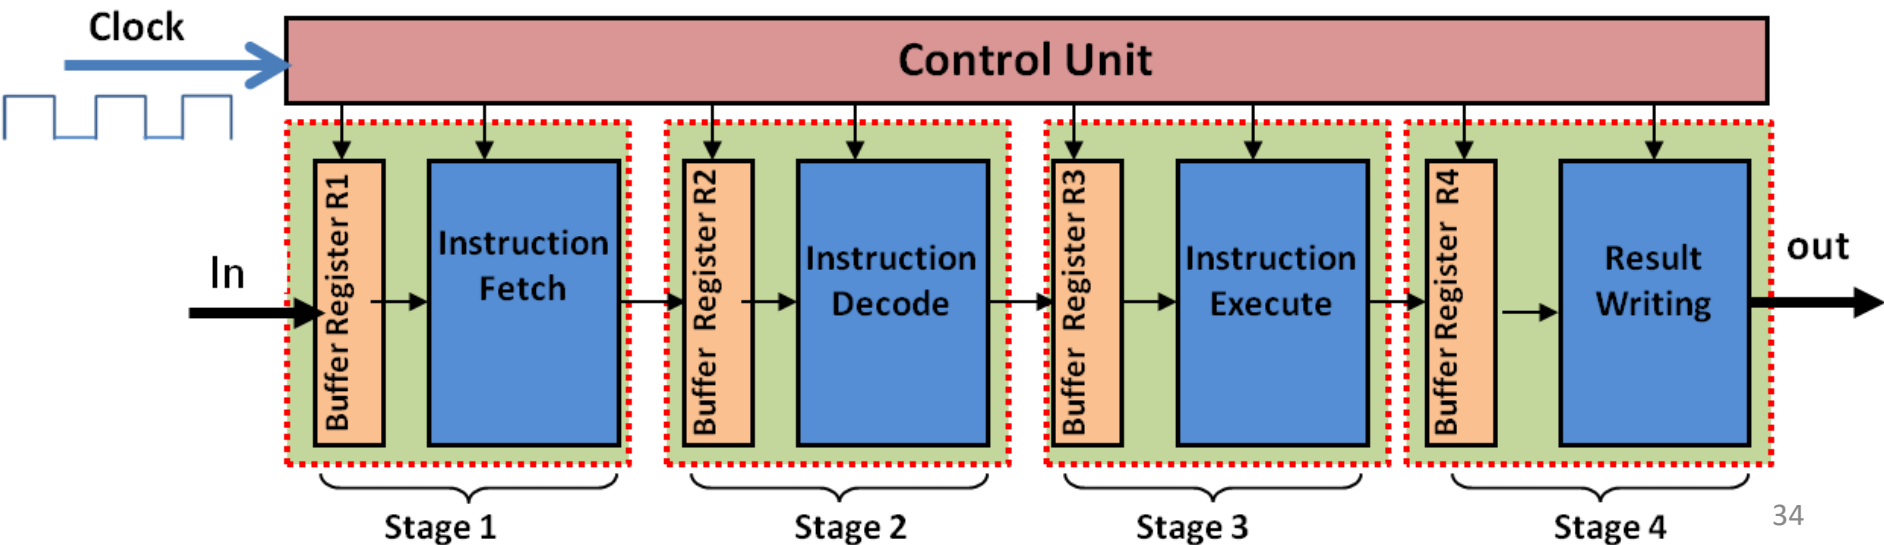 Clock
Control Unit
In
Buffer Register R1
Instruction
Fetch
Buffer Register R2
Instruction
Decode
Buffer Register R3
Instruction
Execute
Buffer Register R4
Result
Writing
out
Stage 1
Stage 2
Stage 3
Stage 4
34